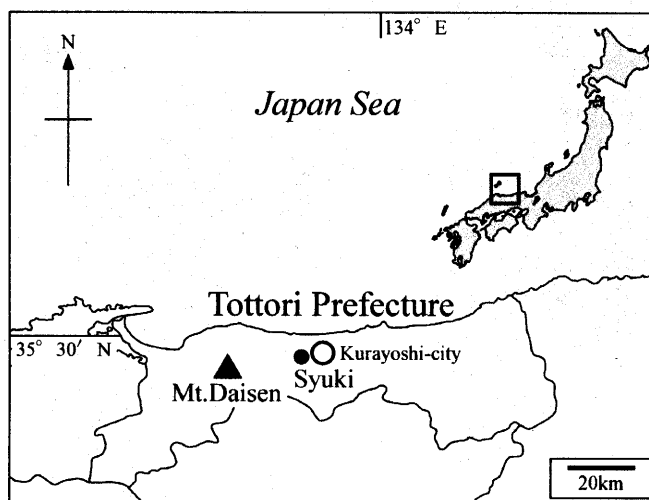 134° E
N
Japan Sea
Tottori Prefecture
35° 30′ N
Kurayoshi-city
Syuki
Mt.Daisen
20km